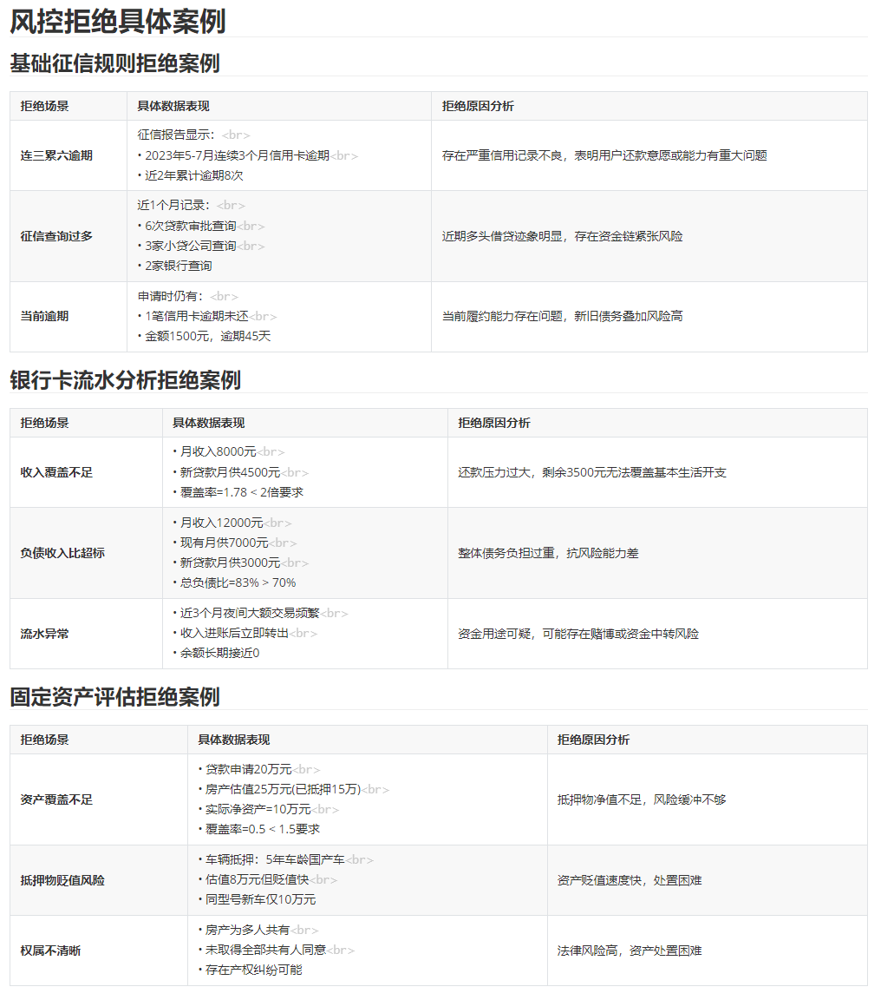 风控拒绝具体案例
基础征信规则拒绝案例
拒绝场景 具体数据表现 拒绝原因分析
连三累六逾期
征信报告显示：<br>
• 2023年5-7月连续3个月信用卡逾期<br>
• 近2年累计逾期8次
存在严重信用记录不良，表明用户还款意愿或能力有重大问题
征信查询过多
近1个月记录：<br>
• 6次贷款审批查询<br>
• 3家小贷公司查询<br>
• 2家银行查询
近期多头借贷迹象明显，存在资金链紧张风险
当前逾期
申请时仍有：<br>
• 1笔信用卡逾期未还<br>
• 金额1500元，逾期45天
当前履约能力存在问题，新旧债务叠加风险高
银行卡流水分析拒绝案例
拒绝场景 具体数据表现 拒绝原因分析
收入覆盖不足
• 月收入8000元<br>
• 新贷款月供4500元<br>
• 覆盖率=1.78 < 2倍要求
还款压力过大，剩余3500元无法覆盖基本生活开支
负债收入比超标
• 月收入12000元<br>
• 现有月供7000元<br>
• 新贷款月供3000元<br>
• 总负债比=83% > 70%
整体债务负担过重，抗风险能力差
流水异常
• 近3个月夜间大额交易频繁<br>
• 收入进账后立即转出<br>
• 余额长期接近0
资金用途可疑，可能存在赌博或资金中转风险
固定资产评估拒绝案例
拒绝场景 具体数据表现 拒绝原因分析
资产覆盖不足
• 贷款申请20万元<br>
• 房产估值25万元(已抵押15万)<br>
• 实际净资产=10万元<br>
• 覆盖率=0.5 < 1.5要求
抵押物净值不足，风险缓冲不够
抵押物贬值风险
• 车辆抵押：5年车龄国产车<br>
• 估值8万元但贬值快<br>
• 同型号新车仅10万元
资产贬值速度快，处置困难
权属不清晰
• 房产为多人共有<br>
• 未取得全部共有人同意<br>
• 存在产权纠纷可能
法律风险高，资产处置困难